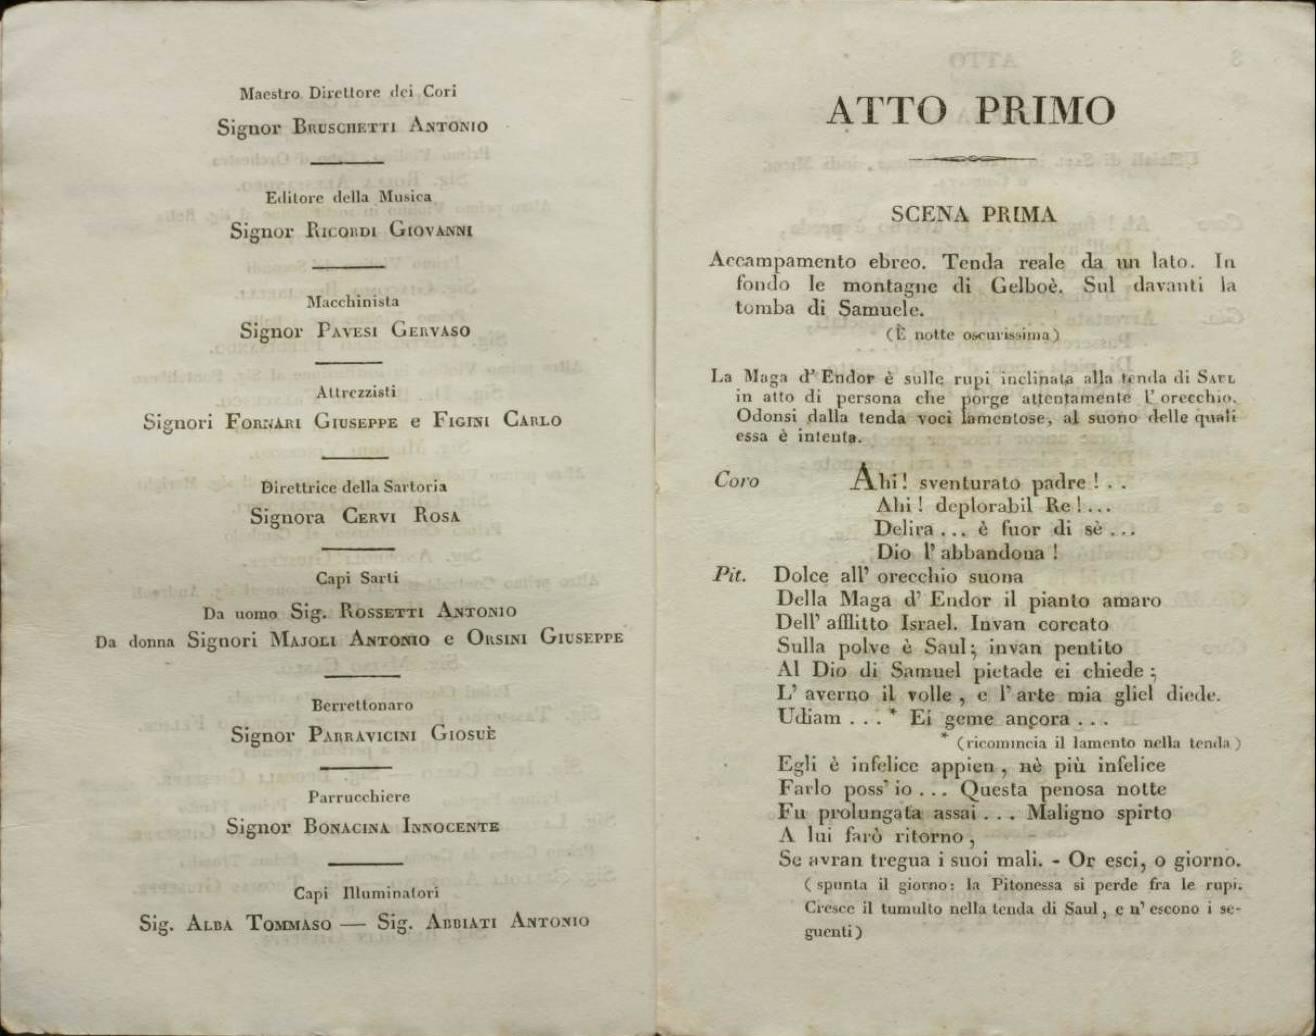 Maestro Direttore dei Cori
Signor BRUSCHETTI ANTONIO
Editore della Musica
Signor RICORDI GIOVANNI
Macchinista
Signor PAVESI GERVASO
Attrezzisti
Signori FORNARI GIUSEPPE e FIGINI CARLO
Direttrice della Sartoria
Signora CERVI ROSA
Capi Sarti
Da uomo Sig. ROSSETTI ANTONIO
Da donna Signori MAJOLI ANTONIO e ORSINI GIUSEPPE
Berrettonaro
Signor PARRAVICINI GIOSUÈ
Parrucchiere
Signor BONACINA INNOCENTE
Capi Illuminatori
Sig. ALBA TOMMASO — Sig. ABBIATI ANTONIO
ATTO PRIMO
SCENA PRIMA
Accampamento ebreo. Tenda reale da un lato. In
fondo le montagne di Gelboè. Sul davanti la
tomba di Samuele.
(È notte oscurissima)
La Maga d' Endor è sulle rupi inclinata alla tenda di SAUL
in atto di persona che porge attentamente l' orecchio.
Odonsi dalla tenda voci lamentose, al suono delle quali
essa è intenta.
Coro Ahi! sventurato padre! . .
Ahi! deplorabil Re!...
Delira... è fuor di sè...
Dio l' abbandona!
Pit. Dolce all' orecchio suona
Della Maga d' Endor il pianto amaro
Dell' afflitto Israel. Invan corcato
Sulla polve è Saul; invan pentito
Al Dio di Samuel pietade ei chiede;
L' averno il volle, e l' arte mia gliel diede.
Udiam . . . * Ei geme ancora . . .
* (ricomincia il lamento nella tenda)
Egli è infelice appien, nè più infelice
Farlo poss' io ... Questa penosa notte
Fu prolungata assai . . . Maligno spirto
A lui farò ritorno,
Se avran tregua i suoi mali. - Or esci, o giorno.
(spunta il giorno: la Pitonessa si perde fra le rupi.
Cresce il tumulto nella tenda di Saul, e n' escono i se-
guenti)